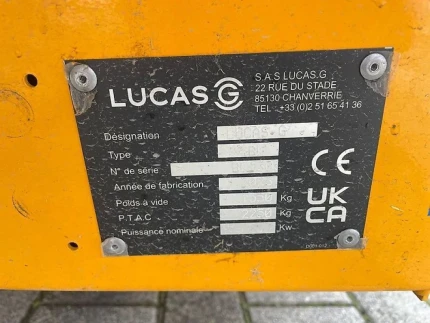 LUCAS G
S.A.S LUCAS.G
22 RUE DU STADE
85130 CHANVERRIE
TEL : +33 (0)2 51 65 41 36
Désignation LUCAS G
Type
N° de série
Année de fabrication
Poids à vide Kg
P.T.A.C Kg
Puissance nominale Kw
CE
UK
CA